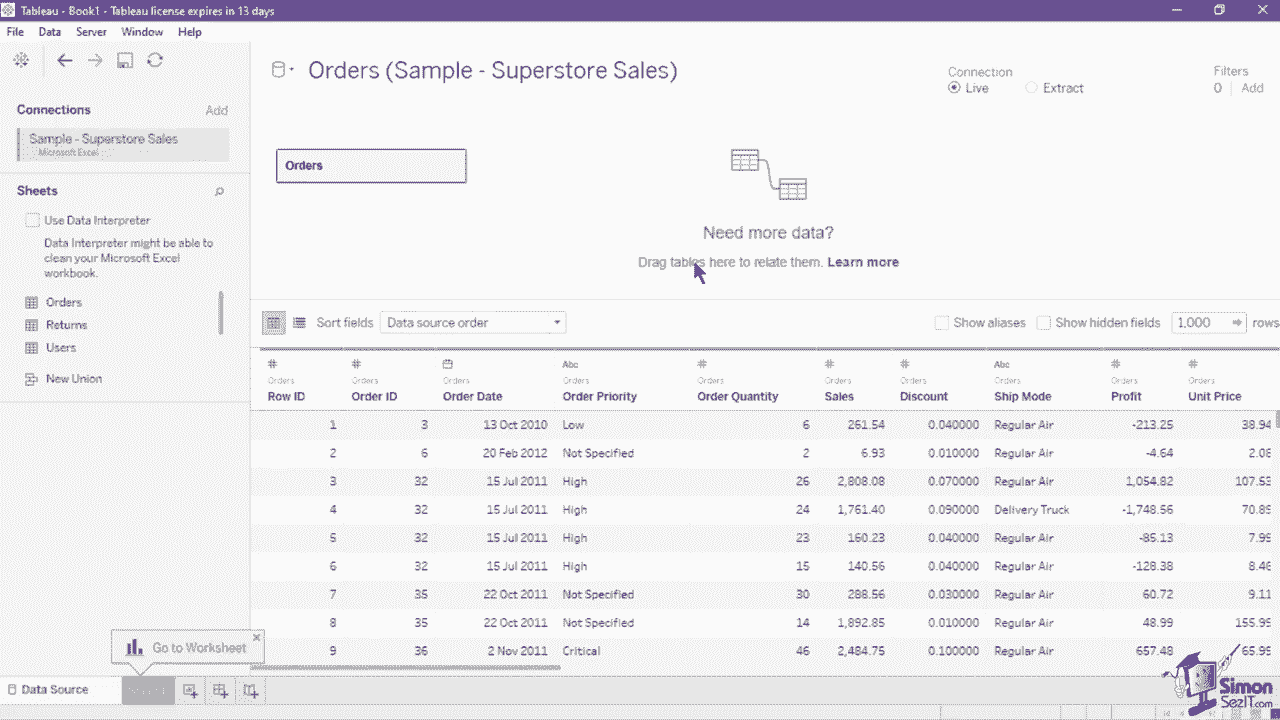 Tableau - Book1 - Tableau license expires in 13 days
File Data Server Window Help
Connections Add
Sample - Superstore Sales
Microsoft Excel
Sheets
Use Data Interpreter
Data Interpreter might be able to
clean your Microsoft Excel
workbook.
Orders
Returns
Users
New Union
Orders (Sample - Superstore Sales)
Connection
Live Extract
Filters
0 Add
Orders
Need more data?
Drag tables here to relate them. Learn more
Sort fields Data source order Show aliases Show hidden fields 1,000 rows
# # Abc # # # Abc # #
Orders Orders Orders Orders Orders Orders Orders Orders Orders Orders
Row ID Order ID Order Date Order Priority Order Quantity Sales Discount Ship Mode Profit Unit Price
1 3 13 Oct 2010 Low 6 261.54 0.040000 Regular Air -213.25 38.94
2 6 20 Feb 2012 Not Specified 2 6.93 0.010000 Regular Air -4.64 2.08
3 32 15 Jul 2011 High 26 2,808.08 0.070000 Regular Air 1,054.82 107.53
4 32 15 Jul 2011 High 24 1,761.40 0.090000 Delivery Truck -1,748.56 70.89
5 32 15 Jul 2011 High 23 160.23 0.040000 Regular Air -85.13 7.99
6 32 15 Jul 2011 High 15 140.56 0.040000 Regular Air -128.38 8.46
7 35 22 Oct 2011 Not Specified 30 288.56 0.030000 Regular Air 60.72 9.11
8 35 22 Oct 2011 Not Specified 14 1,892.85 0.010000 Regular Air 48.99 155.99
9 36 2 Nov 2011 Critical 46 2,484.75 0.100000 Regular Air 657.48 65.99
Go to Worksheet
Data Source
Simon
SezIT.com